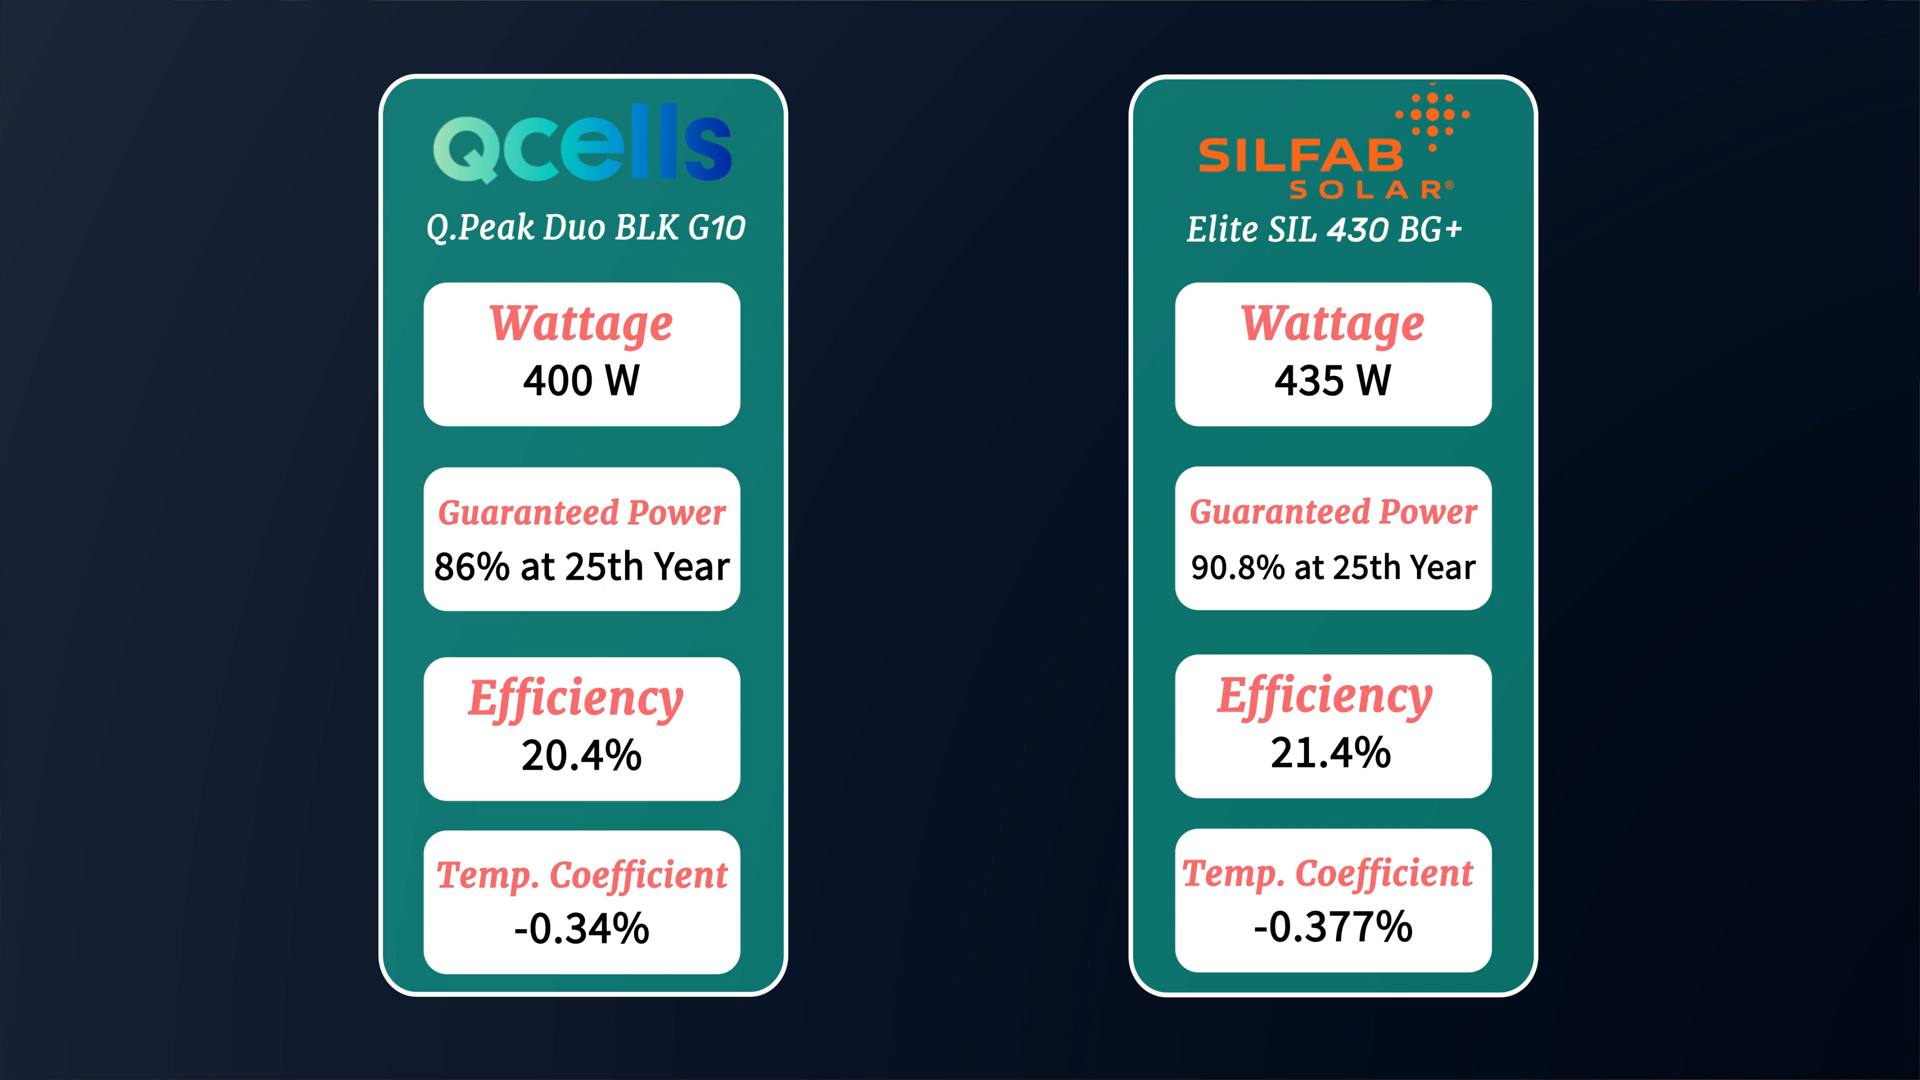 Qcells
Q.Peak Duo BLK G10
Wattage
400 W
Guaranteed Power
86% at 25th Year
Efficiency
20.4%
Temp. Coefficient
-0.34%
SILFAB
SOLAR®
Elite SIL 430 BG+
Wattage
435 W
Guaranteed Power
90.8% at 25th Year
Efficiency
21.4%
Temp. Coefficient
-0.377%